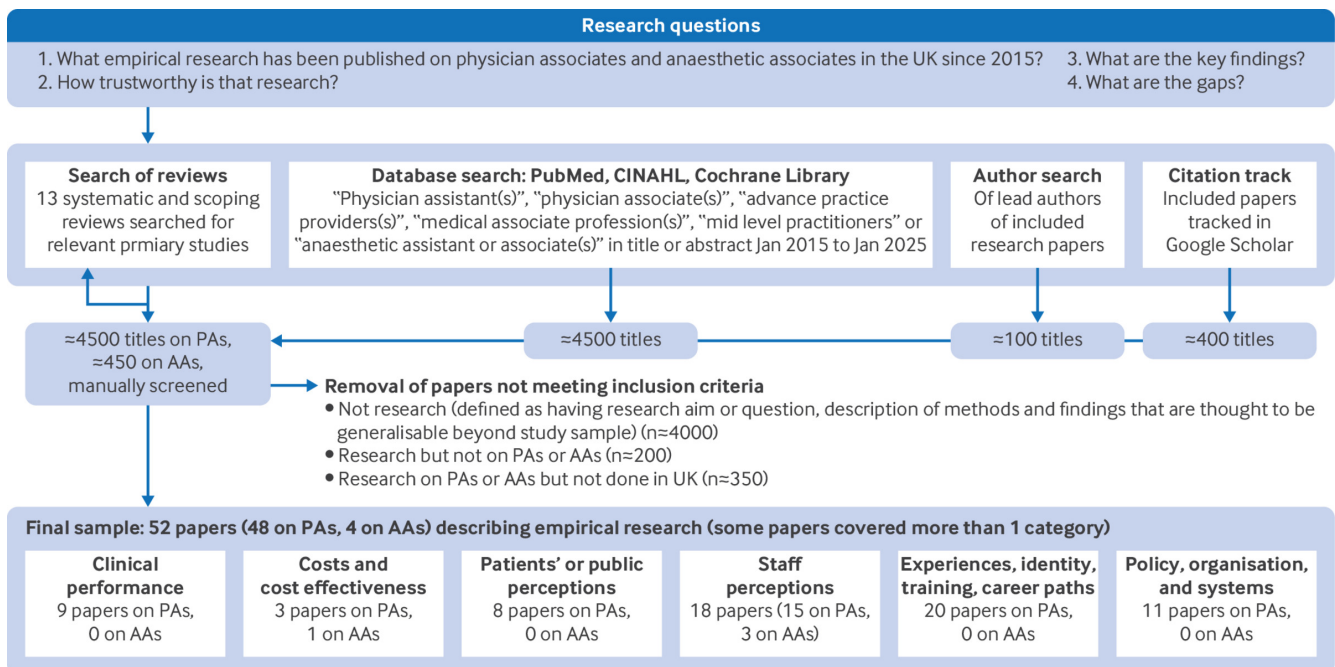 Research questions
1. What empirical research has been published on physician associates and anaesthetic associates in the UK since 2015?
2. How trustworthy is that research?
3. What are the key findings?
4. What are the gaps?
Search of reviews
13 systematic and scoping
reviews searched for
relevant prmiary studies
Database search: PubMed, CINAHL, Cochrane Library
"Physician assistant(s)", "physician associate(s)", "advance practice
providers(s)", "medical associate profession(s)", "mid level practitioners" or
"anaesthetic assistant or associate(s)" in title or abstract Jan 2015 to Jan 2025
Author search
Of lead authors
of included
research papers
Citation track
Included papers
tracked in
Google Scholar
≈4500 titles on PAs,
≈450 on AAs,
manually screened
≈4500 titles
≈100 titles
≈400 titles
Removal of papers not meeting inclusion criteria
• Not research (defined as having research aim or question, description of methods and findings that are thought to be
generalisable beyond study sample) (n≈4000)
• Research but not on PAs or AAs (n≈200)
• Research on PAs or AAs but not done in UK (n≈350)
Final sample: 52 papers (48 on PAs, 4 on AAs) describing empirical research (some papers covered more than 1 category)
Clinical
performance
9 papers on PAs,
0 on AAs
Costs and
cost effectiveness
3 papers on PAs,
1 on AAs
Patients' or public
perceptions
8 papers on PAs,
0 on AAs
Staff
perceptions
18 papers (15 on PAs,
3 on AAs)
Experiences, identity,
training, career paths
20 papers on PAs,
0 on AAs
Policy, organisation,
and systems
11 papers on PAs,
0 on AAs